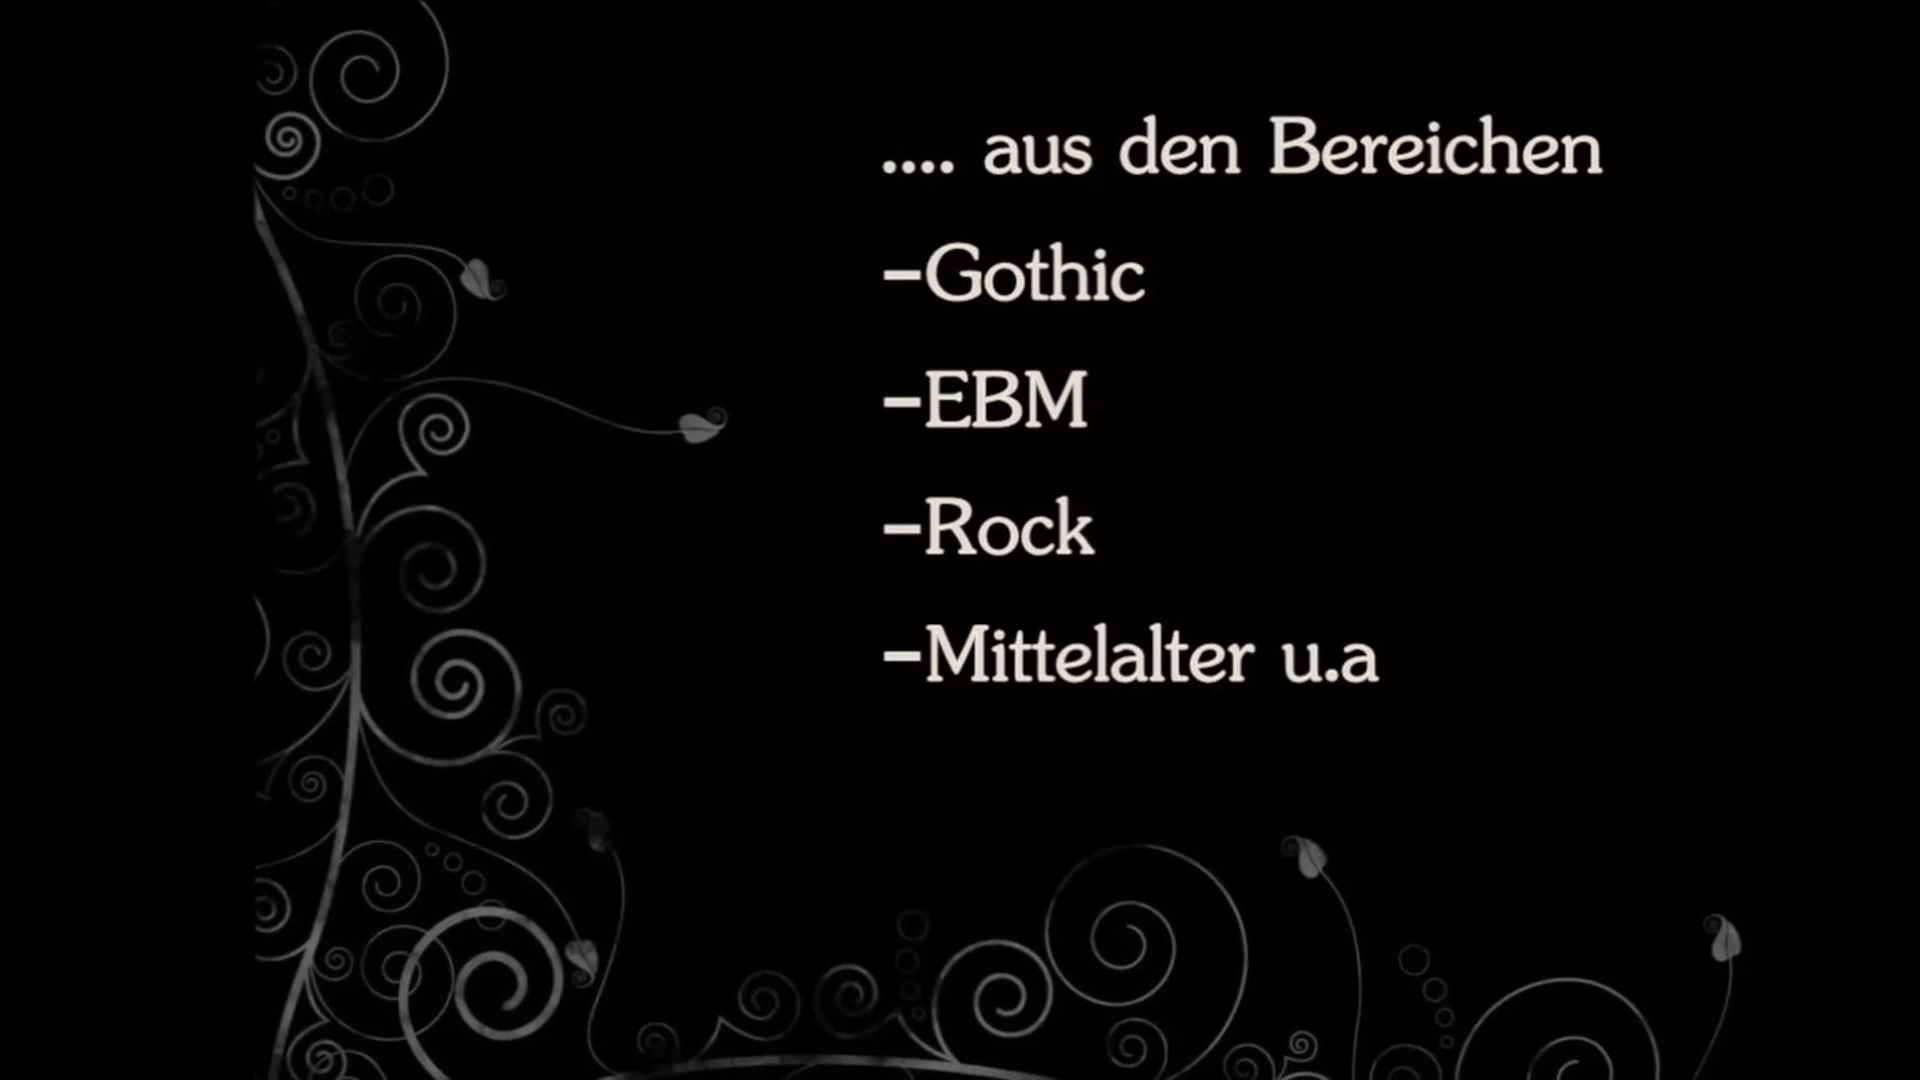 .... aus den Bereichen
-Gothic
-EBM
-Rock
-Mittelalter u.a